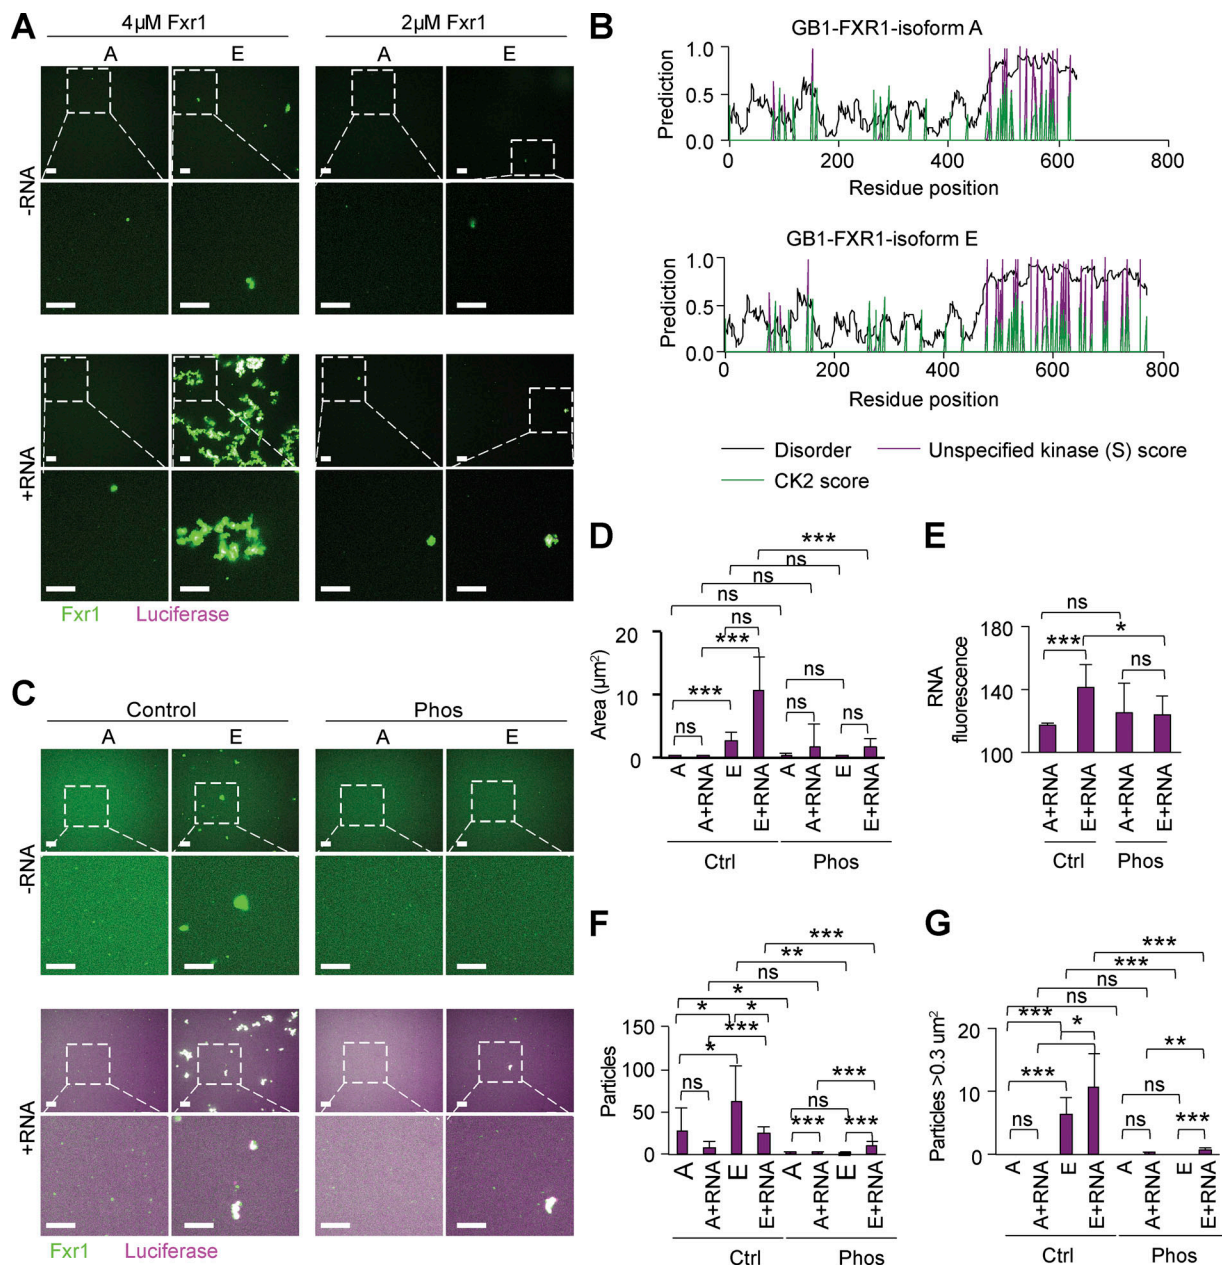 A
4μM Fxr1
2μM Fxr1
A
E
A
E
-RNA
+RNA
Fxr1
Luciferase
B
GB1-FXR1-isoform A
Prediction
1.0
0.5
0
0
200
400
600
800
Residue position
GB1-FXR1-isoform E
Prediction
1.0
0.5
0.0
0
200
400
600
800
Residue position
Disorder
Unspecified kinase (S) score
CK2 score
C
Control
Phos
A
E
A
E
-RNA
+RNA
Fxr1
Luciferase
D
***
ns
ns
ns
ns
***
ns
***
ns
ns
ns
20
10
0
Area (μm²)
A
A+RNA
E
E+RNA
A
A+RNA
E
E+RNA
Ctrl
Phos
E
ns
***
*
ns
180
140
100
RNA
fluorescence
A+RNA
E+RNA
A+RNA
E+RNA
Ctrl
Phos
F
***
**
ns
*
*
*
***
*
ns
***
ns
***
***
150
100
50
0
Particles
A
A+RNA
E
E+RNA
A
A+RNA
E
E+RNA
Ctrl
Phos
G
***
***
ns
ns
***
*
**
***
ns
ns
ns
***
20
10
0
Particles >0.3 um²
A
A+RNA
E
E+RNA
A
A+RNA
E
E+RNA
Ctrl
Phos